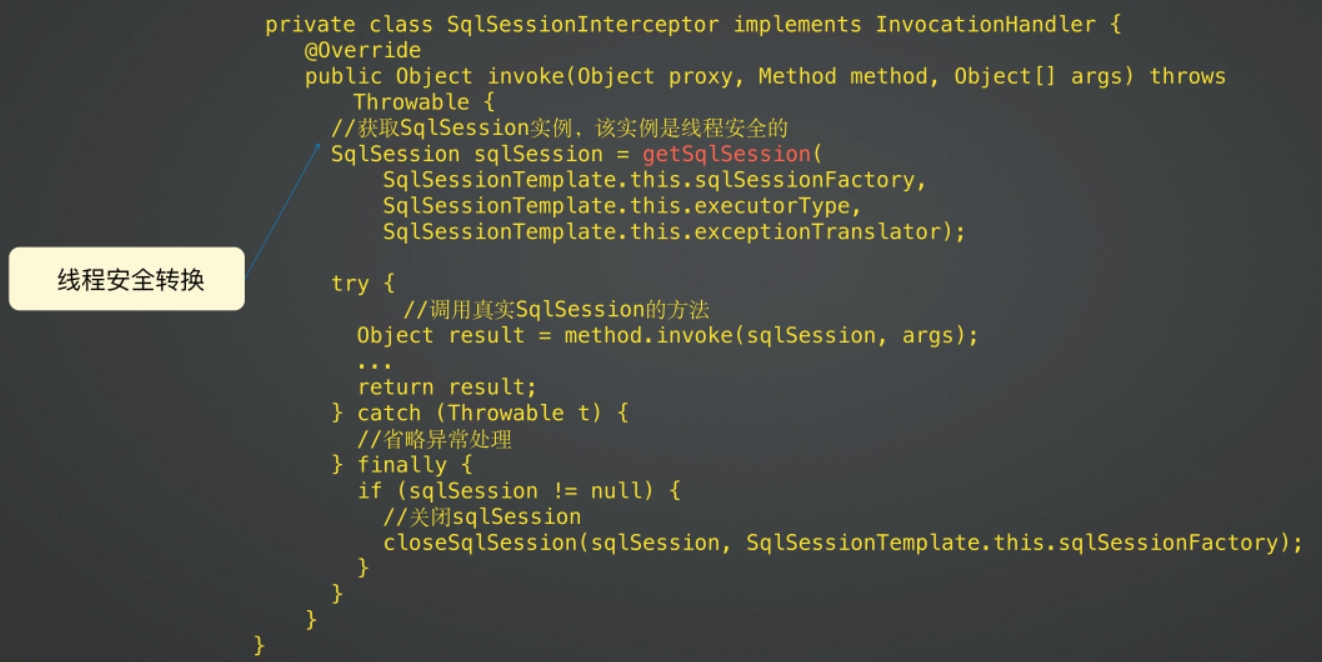 private class SqlSessionInterceptor implements InvocationHandler {
@Override
public Object invoke(Object proxy, Method method, Object[] args) throws
Throwable {
//获取SqlSession实例，该实例是线程安全的
SqlSession sqlSession = getSqlSession(
SqlSessionTemplate.this.sqlSessionFactory,
SqlSessionTemplate.this.executorType,
SqlSessionTemplate.this.exceptionTranslator);
线程安全转换
try {
//调用真实SqlSession的方法
Object result = method.invoke(sqlSession, args);
...
return result;
} catch (Throwable t) {
//省略异常处理
} finally {
if (sqlSession != null) {
//关闭sqlSession
closeSqlSession(sqlSession, SqlSessionTemplate.this.sqlSessionFactory);
}
}
}
}